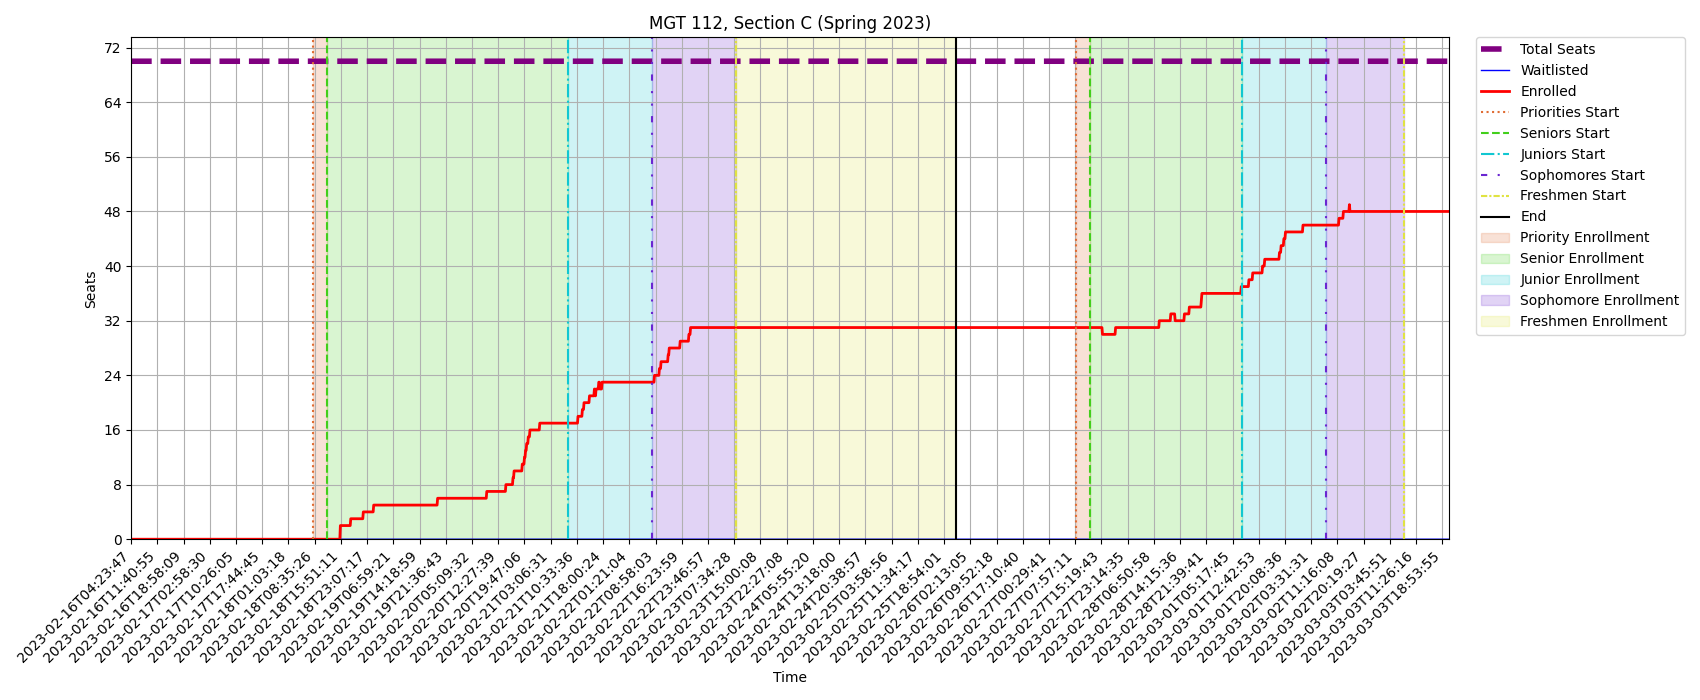 MGT 112, Section C (Spring 2023)
72
64
56
48
40
32
24
16
8
0
Seats
2023-02-16T04:23:47
2023-02-16T11:40:55
2023-02-16T18:58:09
2023-02-17T02:58:30
2023-02-17T10:26:05
2023-02-17T17:44:45
2023-02-18T01:03:18
2023-02-18T08:35:26
2023-02-18T15:51:11
2023-02-18T23:07:17
2023-02-19T06:59:21
2023-02-19T14:18:59
2023-02-19T21:36:43
2023-02-20T05:09:32
2023-02-20T12:27:39
2023-02-20T19:47:06
2023-02-21T03:06:31
2023-02-21T10:33:36
2023-02-21T18:00:24
2023-02-22T01:21:04
2023-02-22T08:58:03
2023-02-22T16:23:59
2023-02-22T23:46:57
2023-02-23T07:34:28
2023-02-23T15:00:08
2023-02-23T22:27:08
2023-02-24T05:55:20
2023-02-24T13:18:00
2023-02-24T20:38:57
2023-02-25T03:58:56
2023-02-25T11:34:17
2023-02-25T18:54:01
2023-02-26T02:13:05
2023-02-26T09:52:18
2023-02-26T17:10:40
2023-02-27T00:29:41
2023-02-27T07:57:11
2023-02-27T15:19:43
2023-02-27T23:14:35
2023-02-28T06:50:58
2023-02-28T14:15:36
2023-02-28T21:39:41
2023-03-01T05:17:45
2023-03-01T12:42:53
2023-03-01T20:08:36
2023-03-02T03:31:31
2023-03-02T11:16:08
2023-03-02T20:19:27
2023-03-03T03:45:51
2023-03-03T11:26:16
2023-03-03T18:53:55
Time
Total Seats
Waitlisted
Enrolled
Priorities Start
Seniors Start
Juniors Start
Sophomores Start
Freshmen Start
End
Priority Enrollment
Senior Enrollment
Junior Enrollment
Sophomore Enrollment
Freshmen Enrollment